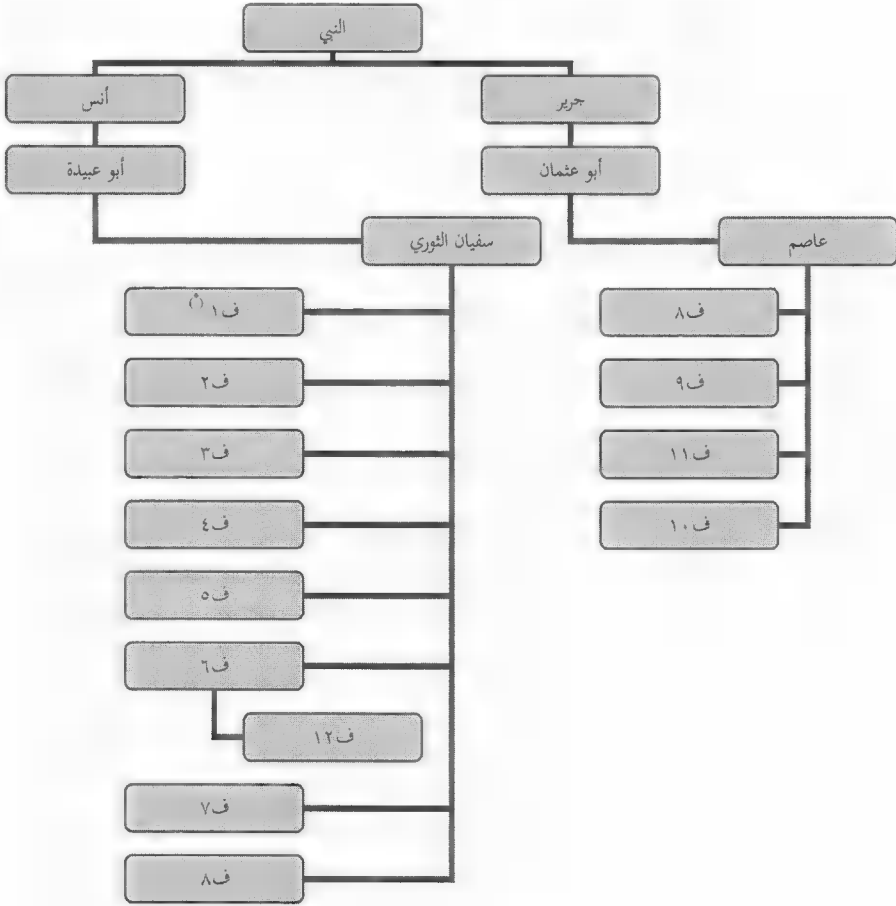 النبي
جرير
أنس
أبو عثمان
أبو عبيدة
عاصم
سفيان الثوري
ف٨
ف١ (*)
ف٩
ف٢
ف١١
ف٣
ف١٠
ف٤
ف٥
ف٦
ف١٢
ف٧
ف٨